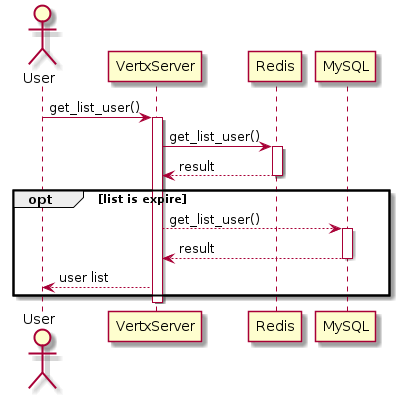 User
VertxServer
Redis
MySQL
get_list_user()
get_list_user()
result
opt
[list is expire]
get_list_user()
result
user list
User
VertxServer
Redis
MySQL